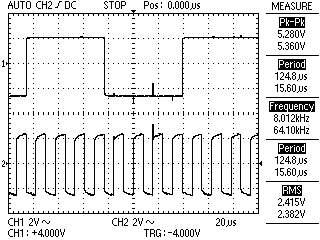 AUTO CH2 ⌐ DC STOP Pos: 0.000µs MEASURE
Pk-Pk
5.280V
5.360V
Period
124.8µs
15.60µs
Frequency
8.012kHz
64.10kHz
Period
124.8µs
15.60µs
RMS
2.415V
2.382V
1
2
CH1 2V ~ CH2 2V ~ 20µs
CH1: +4.000V TRG: -4.000V